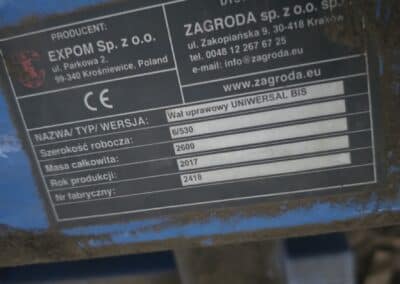 PRODUCENT:
EXPOM Sp. z o.o.
ul. Parkowa 2,
99-340 Krośniewice, Poland
ZAGRODA sp. z o.o.
ul. Zakopiańska 9, 30-418 Kraków
tel. 0048 12 267 67 25
e-mail: info@zagroda.eu
www.zagroda.eu
CE
NAZWA/ TYP/ WERSJA: Wał uprawowy UNIWERSAL BIS
Szerokość robocza: 6/530
Masa całkowita: 2600
Rok produkcji: 2017
Nr fabryczny: 2418